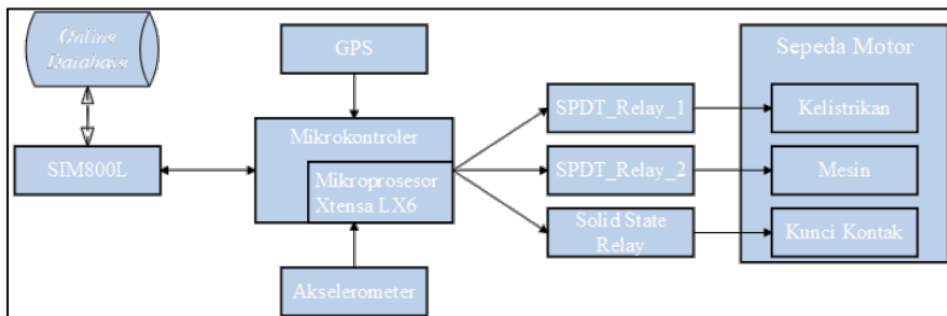 Online
Database
GPS
Sepeda Motor
SPDT_Relay_1
Kelistrikan
Mikrokontroler
SIM800L
Mikroprosesor
Xtensa LX6
SPDT_Relay_2
Mesin
Solid State
Relay
Kunci Kontak
Akselerometer